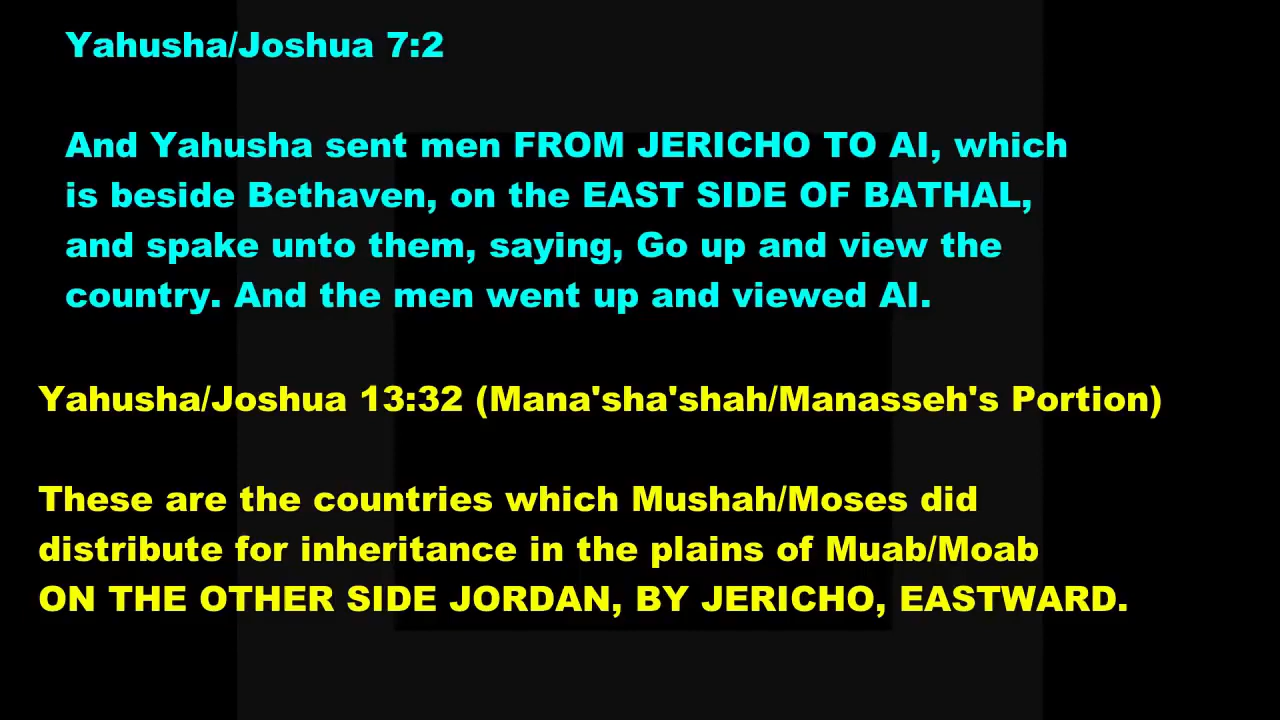 Yahusha/Joshua 7:2
And Yahusha sent men FROM JERICHO TO AI, which
is beside Bethaven, on the EAST SIDE OF BATHAL,
and spake unto them, saying, Go up and view the
country. And the men went up and viewed AI.
Yahusha/Joshua 13:32 (Mana'sha'shah/Manasseh's Portion)
These are the countries which Mushah/Moses did
distribute for inheritance in the plains of Muab/Moab
ON THE OTHER SIDE JORDAN, BY JERICHO, EASTWARD.